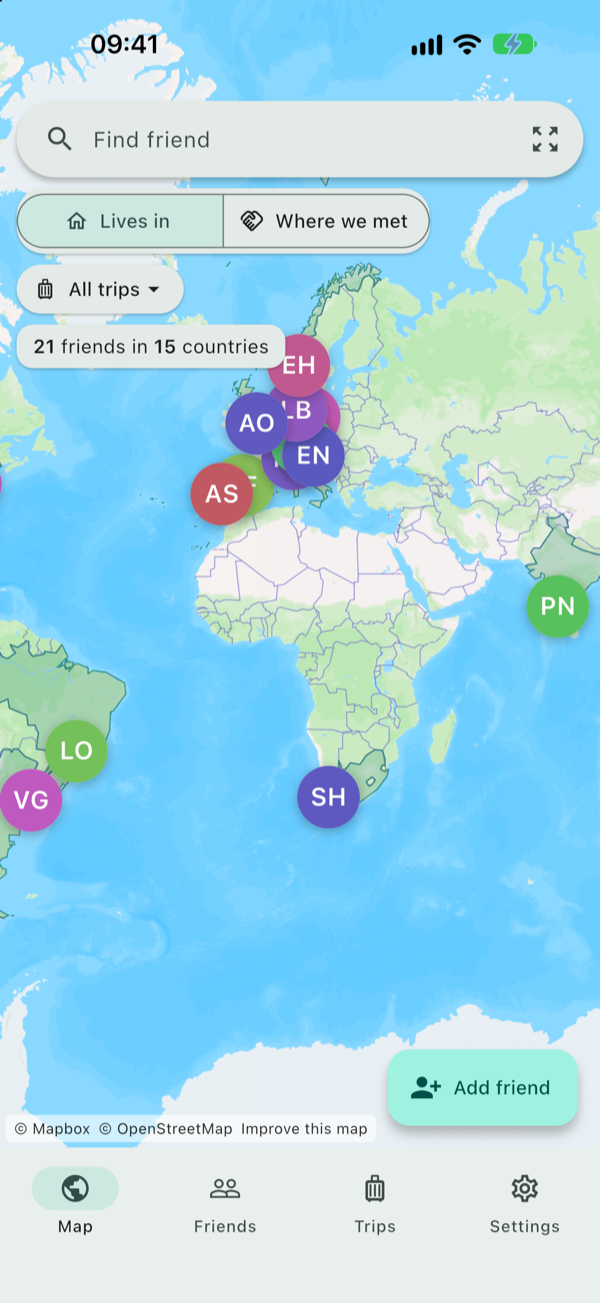 09:41
Find friend
Lives in
Where we met
All trips
21 friends in 15 countries
EH
LB
AO
EN
AS
PN
LO
VG
SH
Add friend
© Mapbox © OpenStreetMap Improve this map
Map
Friends
Trips
Settings